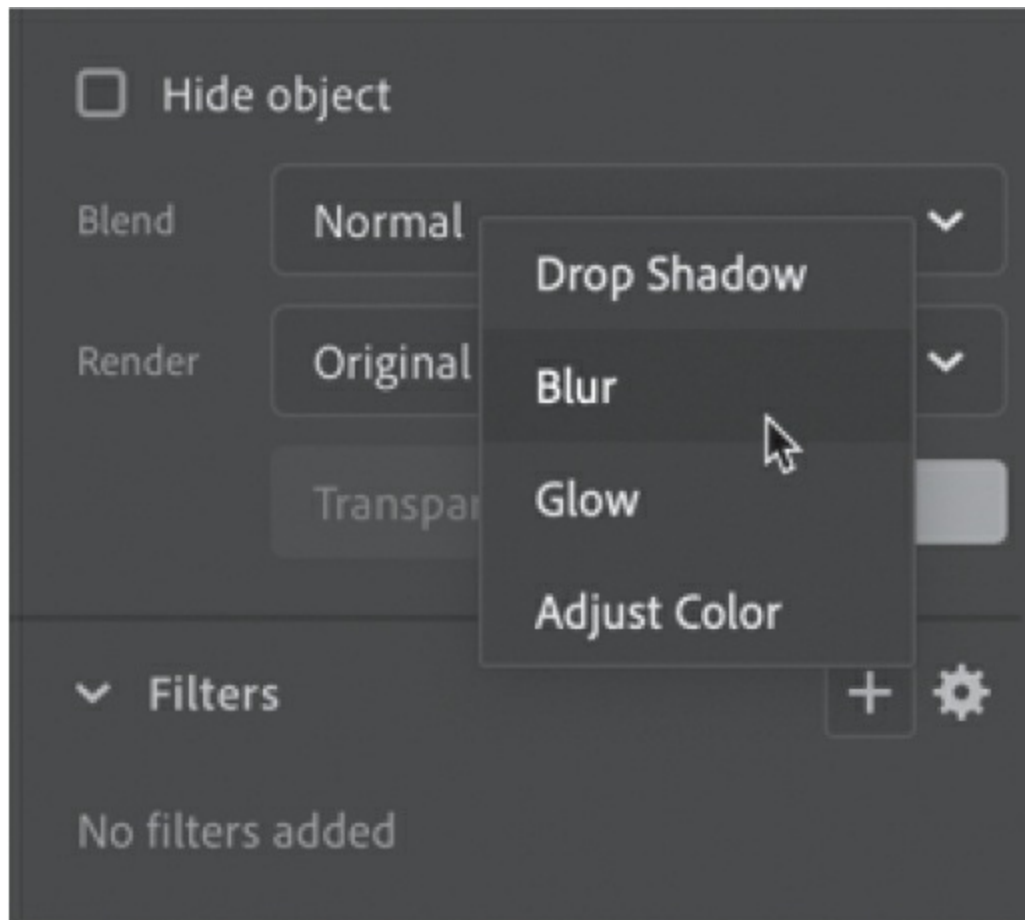 Hide object
Blend Normal
Drop Shadow
Render Original
Blur
Glow
Transpar
Adjust Color
Filters
No filters added